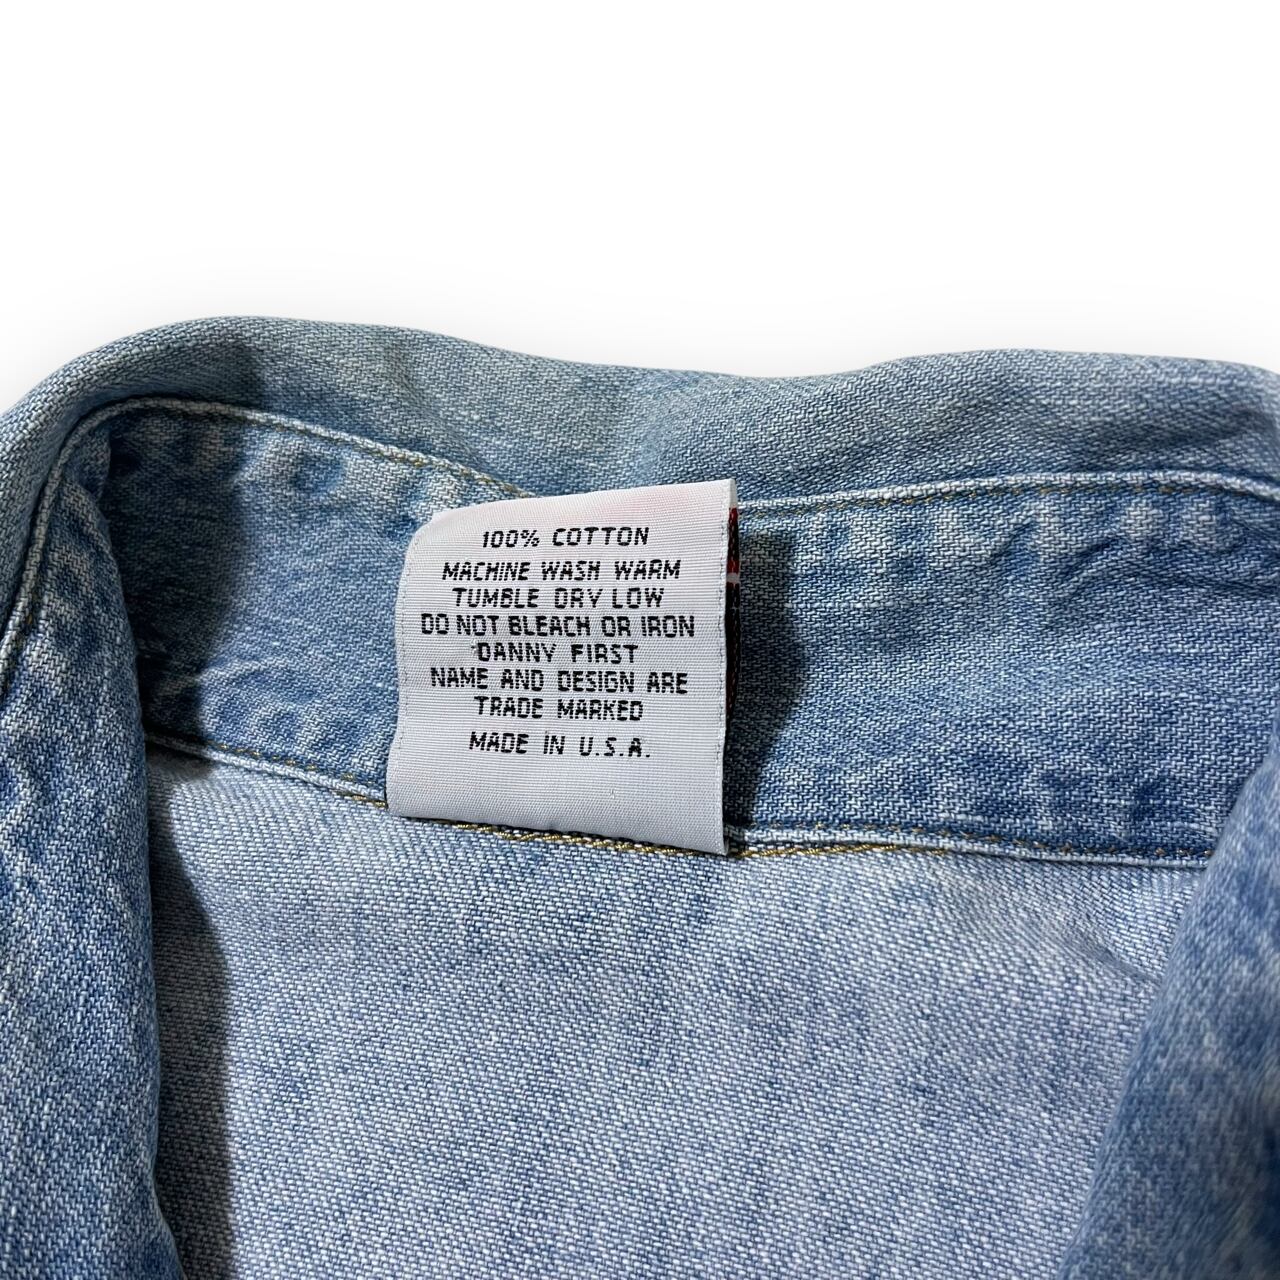 100% COTTON
MACHINE WASH WARM
TUMBLE DRY LOW
DO NOT BLEACH OR IRON
DANNY FIRST
NAME AND DESIGN ARE
TRADE MARKED
MADE IN U.S.A.